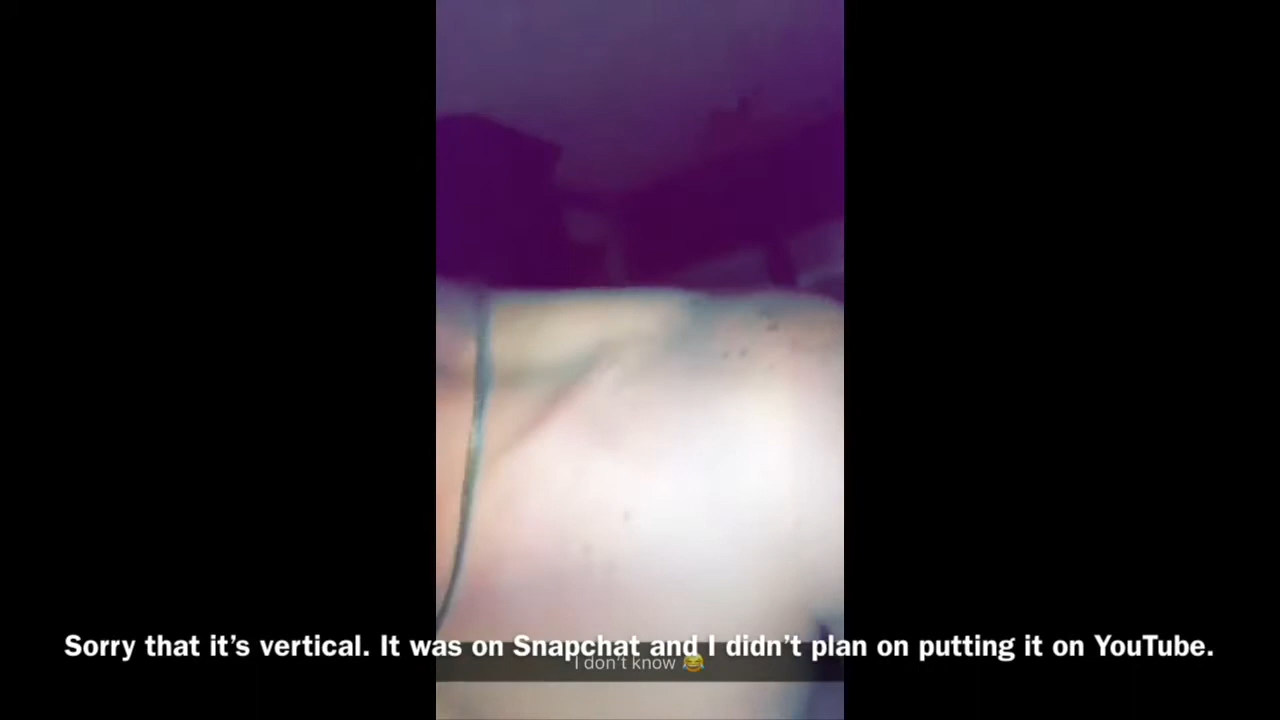 Sorry that it's vertical. It was on Snapchat and I didn't plan on putting it on YouTube.
I don't know 😂